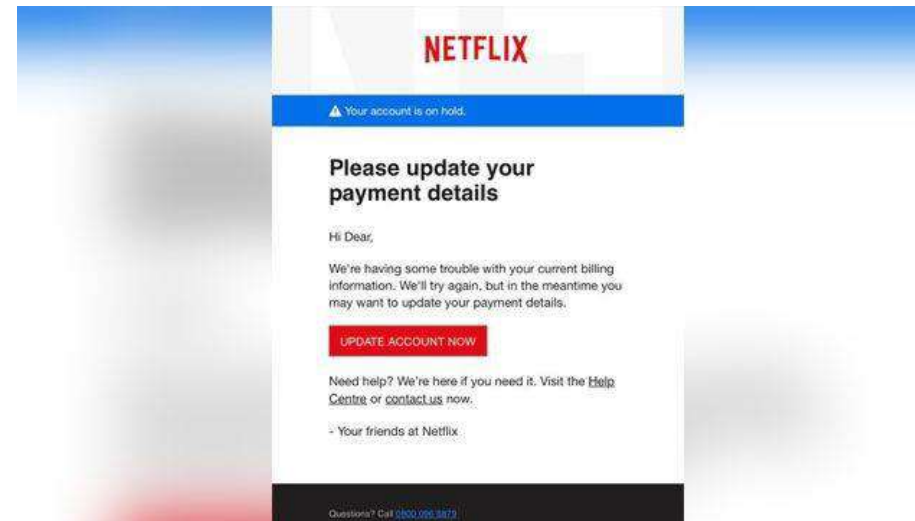 NETFLIX
Your account is on hold.
Please update your
payment details
Hi Dear,
We're having some trouble with your current billing
information. We'll try again, but in the meantime you
may want to update your payment details.
UPDATE ACCOUNT NOW
Need help? We're here if you need it. Visit the Help
Centre or contact us now.
- Your friends at Netflix
Questions? Call